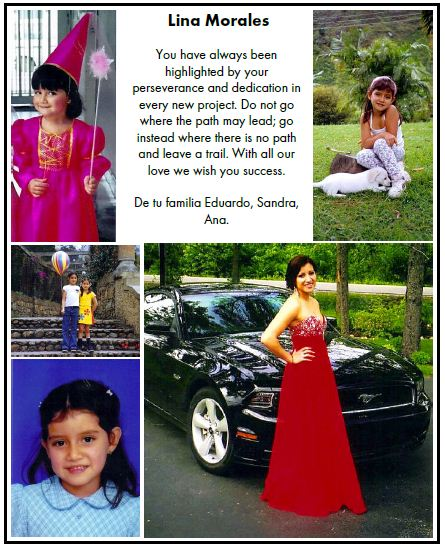 Lina Morales
You have always been
highlighted by your
perseverance and dedication in
every new project. Do not go
where the path may lead; go
instead where there is no path
and leave a trail. With all our
love we wish you success.
De tu familia Eduardo, Sandra,
Ana.